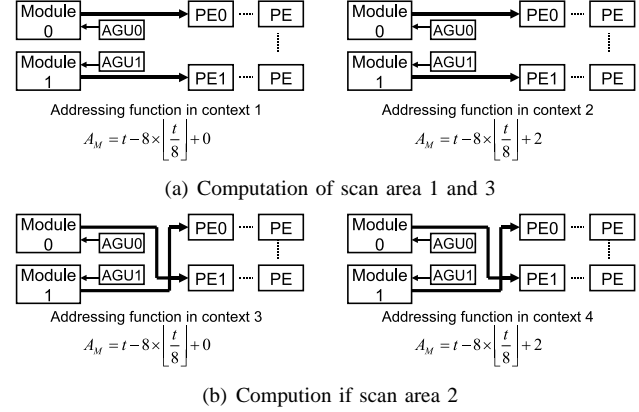 Module 0 AGU0 PE0 PE Module 0 AGU0 PE0 PE
Module 1 AGU1 PE1 PE Module 1 AGU1 PE1 PE
Addressing function in context 1 Addressing function in context 2
A_M = t − 8 × ⌊t/8⌋ + 0 A_M = t − 8 × ⌊t/8⌋ + 2
(a) Computation of scan area 1 and 3
Module 0 AGU0 PE0 PE Module 0 AGU0 PE0 PE
Module 1 AGU1 PE1 PE Module 1 AGU1 PE1 PE
Addressing function in context 3 Addressing function in context 4
A_M = t − 8 × ⌊t/8⌋ + 0 A_M = t − 8 × ⌊t/8⌋ + 2
(b) Compution if scan area 2